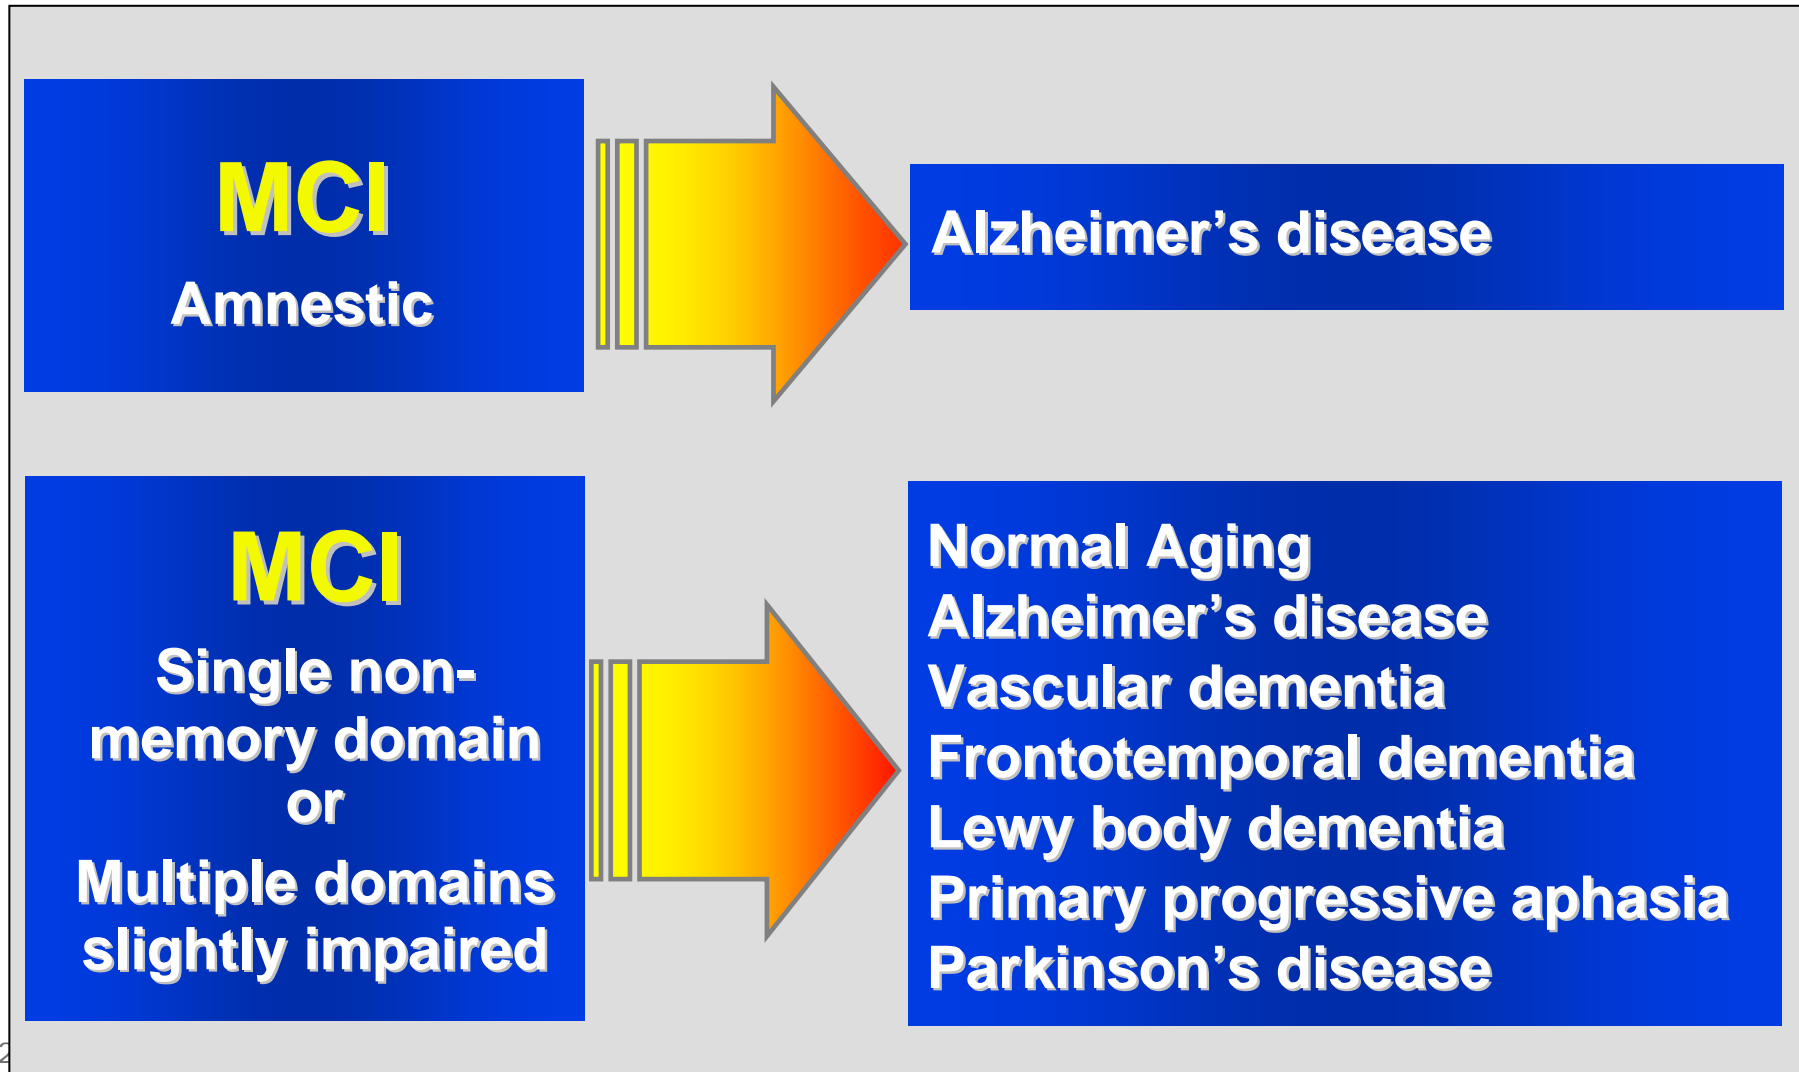 MCI
Amnestic
Alzheimer’s disease
MCI
Single non-
memory domain
or
Multiple domains
slightly impaired
Normal Aging
Alzheimer’s disease
Vascular dementia
Frontotemporal dementia
Lewy body dementia
Primary progressive aphasia
Parkinson’s disease
2